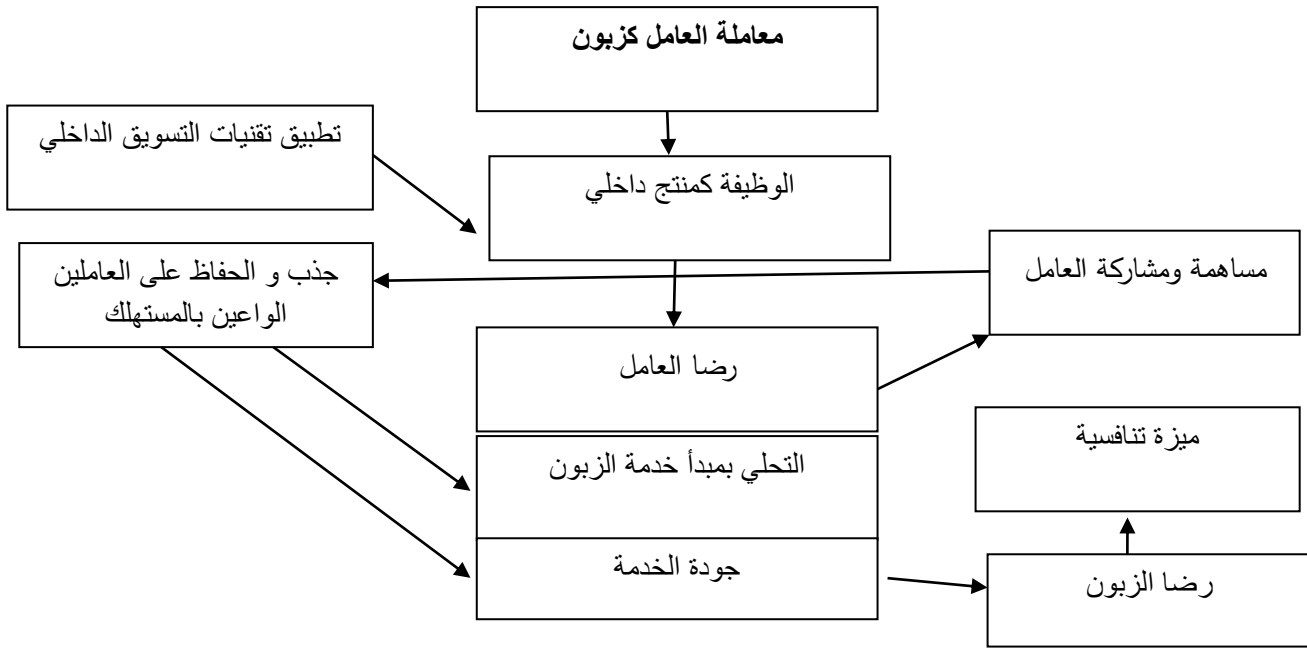 معاملة العامل كزبون
تطبيق تقنيات التسويق الداخلي
الوظيفة كمنتج داخلي
مساهمة ومشاركة العامل
جذب و الحفاظ على العاملين
الواعين بالمستهلك
رضا العامل
ميزة تنافسية
التحلي بمبدأ خدمة الزبون
جودة الخدمة
رضا الزبون